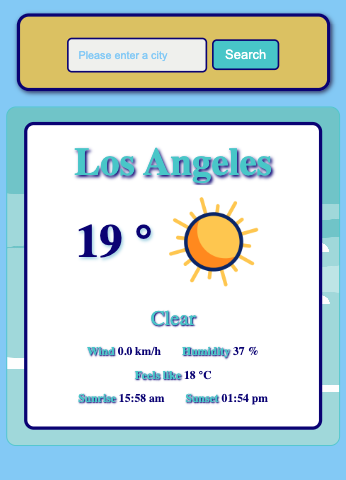 Please enter a city Search
Los Angeles
19 °
Clear
Wind 0.0 km/h Humidity 37 %
Feels like 18 °C
Sunrise 15:58 am Sunset 01:54 pm